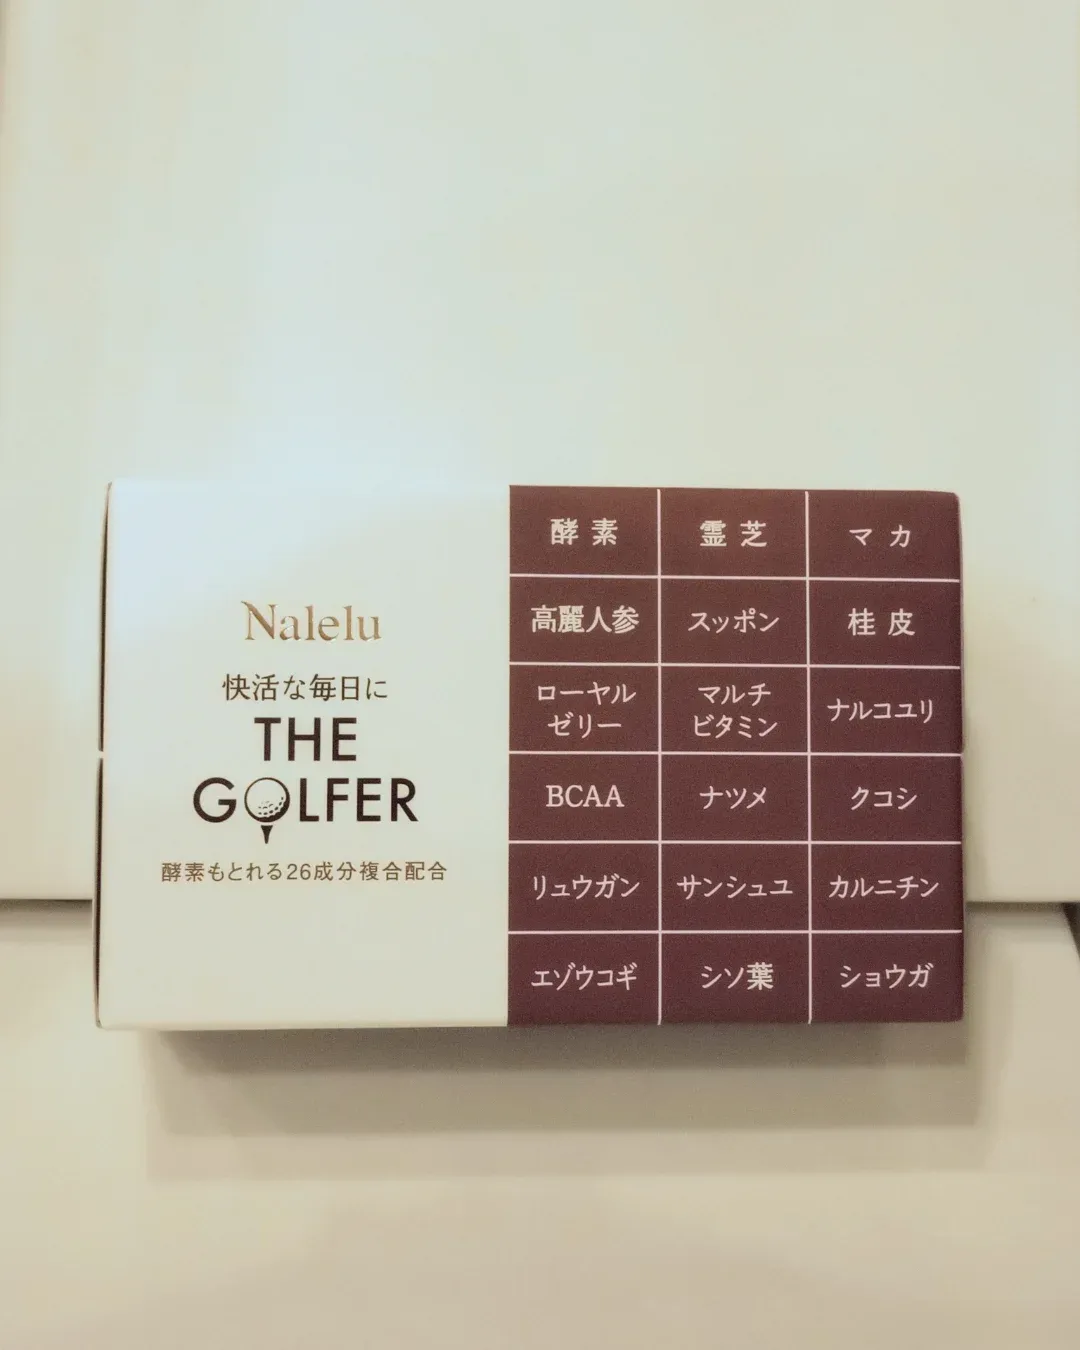 Nalelu
快活な毎日に
THE
GOLFER
酵素もとれる26成分複合配合
酵素 霊芝 マカ
高麗人参 スッポン 桂皮
ローヤル
ゼリー
マルチ
ビタミン
ナルコユリ
BCAA ナツメ クコシ
リュウガン サンシュユ カルニチン
エゾウコギ シソ葉 ショウガ